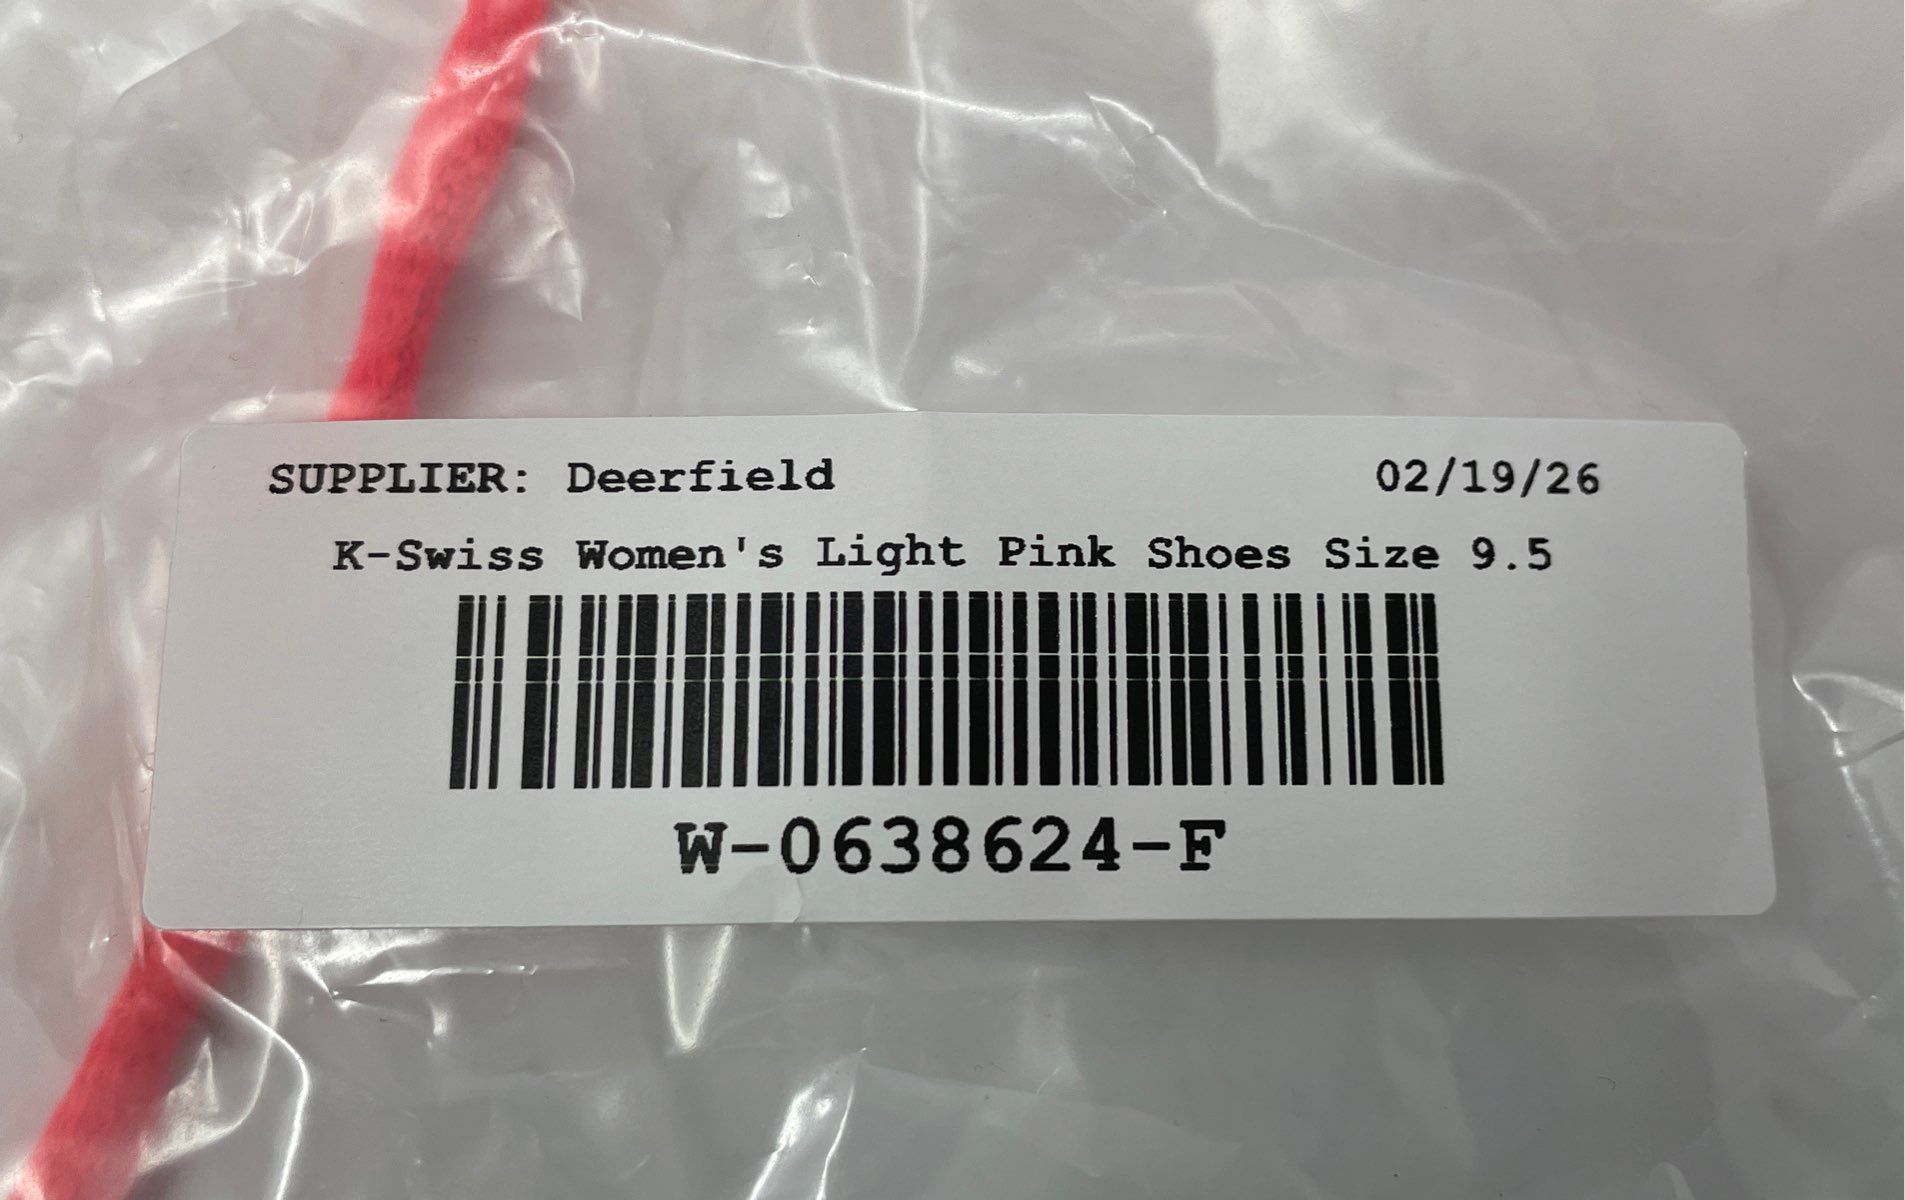 SUPPLIER: Deerfield 02/19/26
K-Swiss Women's Light Pink Shoes Size 9.5
W-0638624-F